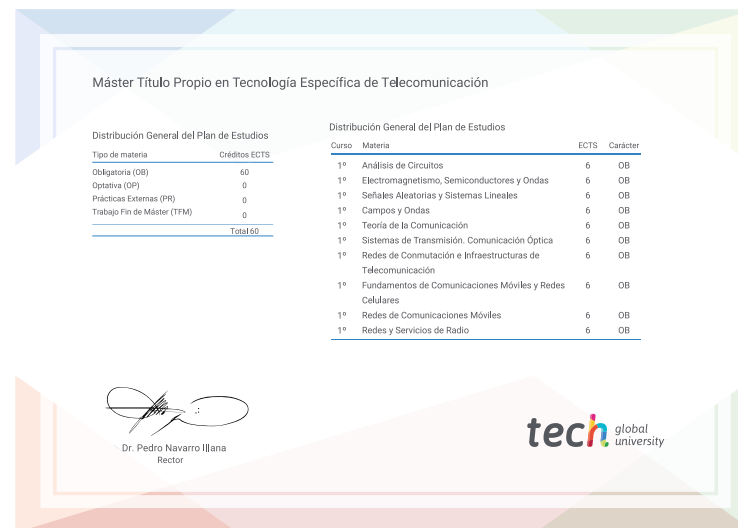 Máster Título Propio en Tecnología Específica de Telecomunicación
Distribución General del Plan de Estudios
Tipo de materia Créditos ECTS
Obligatoria (OB) 60
Optativa (OP) 0
Prácticas Externas (PR) 0
Trabajo Fin de Máster (TFM) 0
Total 60
Distribución General del Plan de Estudios
Curso Materia ECTS Carácter
1º Análisis de Circuitos 6 OB
1º Electromagnetismo, Semiconductores y Ondas 6 OB
1º Señales Aleatorias y Sistemas Lineales 6 OB
1º Campos y Ondas 6 OB
1º Teoría de la Comunicación 6 OB
1º Sistemas de Transmisión. Comunicación Óptica 6 OB
1º Redes de Conmutación e Infraestructuras de 6 OB
Telecomunicación
1º Fundamentos de Comunicaciones Móviles y Redes 6 OB
Celulares
1º Redes de Comunicaciones Móviles 6 OB
1º Redes y Servicios de Radio 6 OB
Dr. Pedro Navarro Illana
Rector
tech global
university